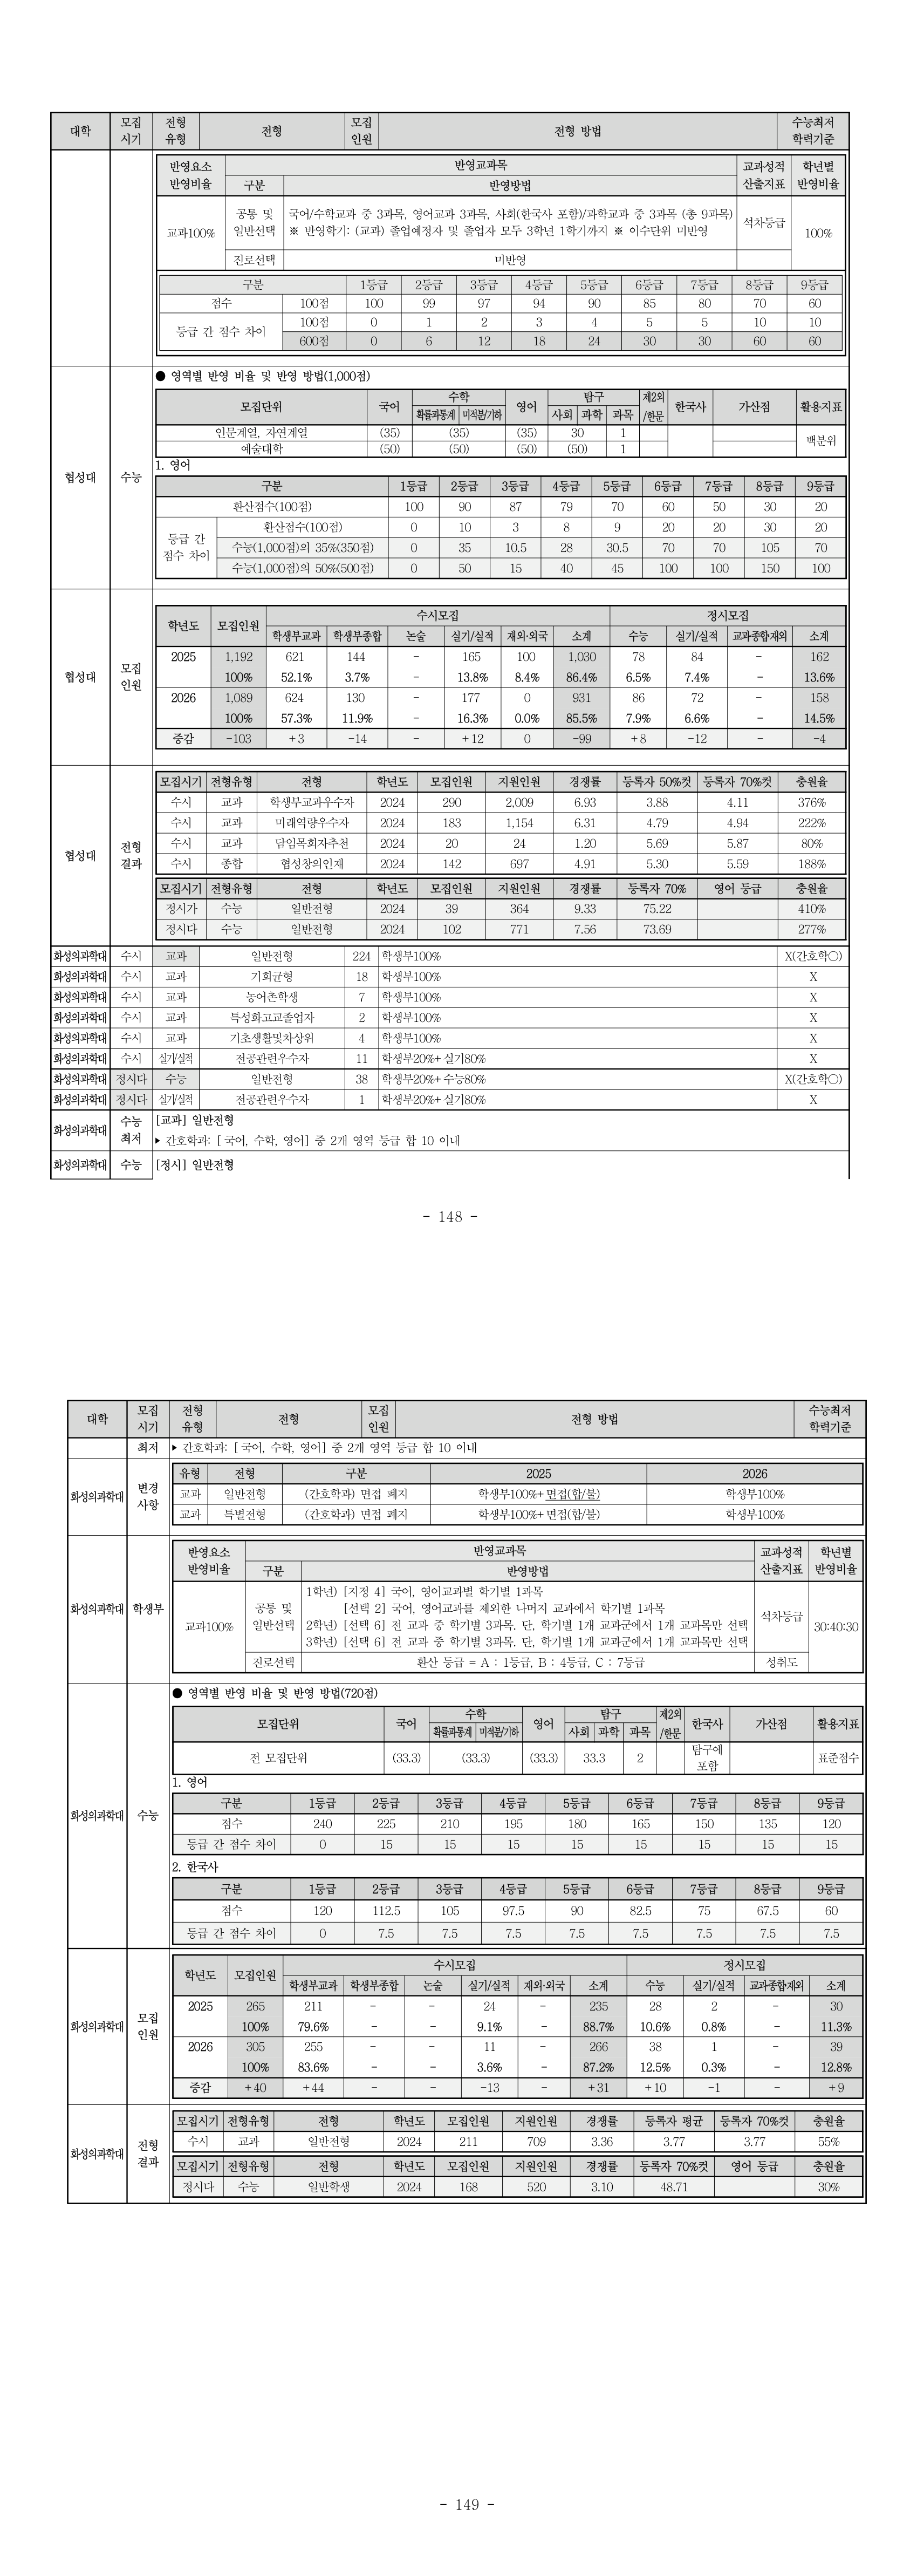 대학 모집시기 전형유형 전형 모집인원 전형 방법 수능최저학력기준
반영요소 반영비율 반영교과목 교과성적 산출지표 학년별 반영비율
구분 반영방법
교과100% 공통 및 일반선택 국어/수학교과 중 3과목, 영어교과 3과목, 사회(한국사 포함)/과학교과 중 3과목 (총 9과목) 석차등급 100%
※ 반영학기: (교과) 졸업예정자 및 졸업자 모두 3학년 1학기까지 ※ 이수단위 미반영
진로선택 미반영
구분 1등급 2등급 3등급 4등급 5등급 6등급 7등급 8등급 9등급
점수 100점 100 99 97 94 90 85 80 70 60
등급 간 점수 차이 100점 0 1 2 3 4 5 5 10 10
600점 0 6 12 18 24 30 30 60 60
협성대 수능
● 영역별 반영 비율 및 반영 방법(1,000점)
모집단위 국어 수학 영어 탐구 제2외/한문 한국사 가산점 활용지표
확률과통계 미적분/기하 사회 과학 과목
인문계열, 자연계열 (35) (35) (35) 30 1 백분위
예술대학 (50) (50) (50) (50) 1
1. 영어
구분 1등급 2등급 3등급 4등급 5등급 6등급 7등급 8등급 9등급
환산점수(100점) 100 90 87 79 70 60 50 30 20
등급 간 점수 차이 환산점수(100점) 0 10 3 8 9 20 20 30 20
수능(1,000점)의 35%(350점) 0 35 10.5 28 30.5 70 70 105 70
수능(1,000점)의 50%(500점) 0 50 15 40 45 100 100 150 100
협성대 모집인원
학년도 모집인원 수시모집 정시모집
학생부교과 학생부종합 논술 실기/실적 재외·외국 소계 수능 실기/실적 교과·종합·재외 소계
2025 1,192 621 144 - 165 100 1,030 78 84 - 162
100% 52.1% 3.7% - 13.8% 8.4% 86.4% 6.5% 7.4% - 13.6%
2026 1,089 624 130 - 177 0 931 86 72 - 158
100% 57.3% 11.9% - 16.3% 0.0% 85.5% 7.9% 6.6% - 14.5%
증감 -103 +3 -14 - +12 0 -99 +8 -12 - -4
협성대 전형결과
모집시기 전형유형 전형 학년도 모집인원 지원인원 경쟁률 등록자 50%컷 등록자 70%컷 충원율
수시 교과 학생부교과우수자 2024 290 2,009 6.93 3.88 4.11 376%
수시 교과 미래역량우수자 2024 183 1,154 6.31 4.79 4.94 222%
수시 교과 담임목회자추천 2024 20 24 1.20 5.69 5.87 80%
수시 종합 협성창의인재 2024 142 697 4.91 5.30 5.59 188%
모집시기 전형유형 전형 학년도 모집인원 지원인원 경쟁률 등록자 70% 영어 등급 충원율
정시가 수능 일반전형 2024 39 364 9.33 75.22 410%
정시다 수능 일반전형 2024 102 771 7.56 73.69 277%
화성의과학대 수시 교과 일반전형 224 학생부100% X(간호학○)
화성의과학대 수시 교과 기회균형 18 학생부100% X
화성의과학대 수시 교과 농어촌학생 7 학생부100% X
화성의과학대 수시 교과 특성화고교졸업자 2 학생부100% X
화성의과학대 수시 교과 기초생활및차상위 4 학생부100% X
화성의과학대 수시 실기/실적 전공관련우수자 11 학생부20%+실기80% X
화성의과학대 정시다 수능 일반전형 38 학생부20%+수능80% X(간호학○)
화성의과학대 정시다 실기/실적 전공관련우수자 1 학생부20%+실기80% X
화성의과학대 수능최저 [교과] 일반전형
▸간호학과: [국어, 수학, 영어] 중 2개 영역 등급 합 10 이내
화성의과학대 수능 [정시] 일반전형
- 148 -
대학 모집시기 전형유형 전형 모집인원 전형 방법 수능최저학력기준
최저 ▸간호학과: [국어, 수학, 영어] 중 2개 영역 등급 합 10 이내
화성의과학대 변경사항
유형 전형 구분 2025 2026
교과 일반전형 (간호학과) 면접 폐지 학생부100%+면접(합/불) 학생부100%
교과 특별전형 (간호학과) 면접 폐지 학생부100%+면접(합/불) 학생부100%
화성의과학대 학생부
반영요소 반영비율 반영교과목 교과성적 산출지표 학년별 반영비율
구분 반영방법
교과100% 공통 및 일반선택 1학년) [지정 4] 국어, 영어교과별 학기별 1과목 석차등급 30:40:30
[선택 2] 국어, 영어교과를 제외한 나머지 교과에서 학기별 1과목
2학년) [선택 6] 전 교과 중 학기별 3과목. 단, 학기별 1개 교과군에서 1개 교과목만 선택
3학년) [선택 6] 전 교과 중 학기별 3과목. 단, 학기별 1개 교과군에서 1개 교과목만 선택
진로선택 환산 등급 = A : 1등급, B : 4등급, C : 7등급 성취도
화성의과학대 수능
● 영역별 반영 비율 및 반영 방법(720점)
모집단위 국어 수학 영어 탐구 제2외/한문 한국사 가산점 활용지표
확률과통계 미적분/기하 사회 과학 과목
전 모집단위 (33.3) (33.3) (33.3) 33.3 2 탐구에 포함 표준점수
1. 영어
구분 1등급 2등급 3등급 4등급 5등급 6등급 7등급 8등급 9등급
점수 240 225 210 195 180 165 150 135 120
등급 간 점수 차이 0 15 15 15 15 15 15 15 15
2. 한국사
구분 1등급 2등급 3등급 4등급 5등급 6등급 7등급 8등급 9등급
점수 120 112.5 105 97.5 90 82.5 75 67.5 60
등급 간 점수 차이 0 7.5 7.5 7.5 7.5 7.5 7.5 7.5 7.5
화성의과학대 모집인원
학년도 모집인원 수시모집 정시모집
학생부교과 학생부종합 논술 실기/실적 재외·외국 소계 수능 실기/실적 교과·종합·재외 소계
2025 265 211 - - 24 - 235 28 2 - 30
100% 79.6% - - 9.1% - 88.7% 10.6% 0.8% - 11.3%
2026 305 255 - - 11 - 266 38 1 - 39
100% 83.6% - - 3.6% - 87.2% 12.5% 0.3% - 12.8%
증감 +40 +44 - - -13 - +31 +10 -1 - +9
화성의과학대 전형결과
모집시기 전형유형 전형 학년도 모집인원 지원인원 경쟁률 등록자 평균 등록자 70%컷 충원율
수시 교과 일반전형 2024 211 709 3.36 3.77 3.77 55%
모집시기 전형유형 전형 학년도 모집인원 지원인원 경쟁률 등록자 70%컷 영어 등급 충원율
정시다 수능 일반학생 2024 168 520 3.10 48.71 30%
- 149 -